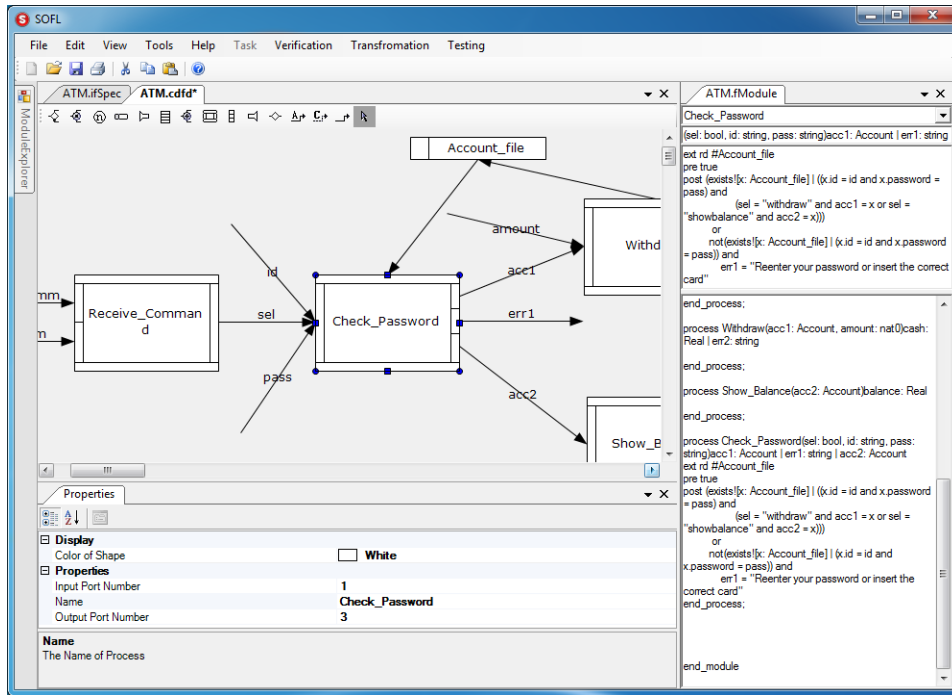 SOFL
File Edit View Tools Help Task Verification Transfromation Testing
ModuleExplorer
ATM.ifSpec ATM.cdfd*
Account_file
amount
Withd
id
acc1
mm
Receive_Comman
d
sel
Check_Password
err1
m
pass
acc2
Show_B
Properties
Display
Color of Shape White
Properties
Input Port Number 1
Name Check_Password
Output Port Number 3
Name
The Name of Process
ATM.fModule
Check_Password
(sel: bool, id: string, pass: string)acc1: Account | err1: string
ext rd #Account_file
pre true
post (exists![x: Account_file] | ((x.id = id and x.password =
pass) and
(sel = "withdraw" and acc1 = x or sel =
"showbalance" and acc2 = x)))
or
not(exists![x: Account_file] | (x.id = id and x.password
= pass)) and
err1 = "Reenter your password or insert the correct
card"
end_process;
process Withdraw(acc1: Account, amount: nat0)cash:
Real | err2: string
end_process;
process Show_Balance(acc2: Account)balance: Real
end_process;
process Check_Password(sel: bool, id: string, pass:
string)acc1: Account | err1: string | acc2: Account
ext rd #Account_file
pre true
post (exists![x: Account_file] | ((x.id = id and x.password
= pass) and
(sel = "withdraw" and acc1 = x or sel =
"showbalance" and acc2 = x)))
or
not(exists![x: Account_file] | (x.id = id and
x.password = pass)) and
err1 = "Reenter your password or insert the
correct card"
end_process;
end_module